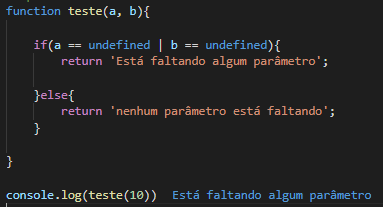 function teste(a, b){
if(a == undefined | b == undefined){
return 'Está faltando algum parâmetro';
}else{
return 'nenhum parâmetro está faltando';
}
}
console.log(teste(10)) Está faltando algum parâmetro